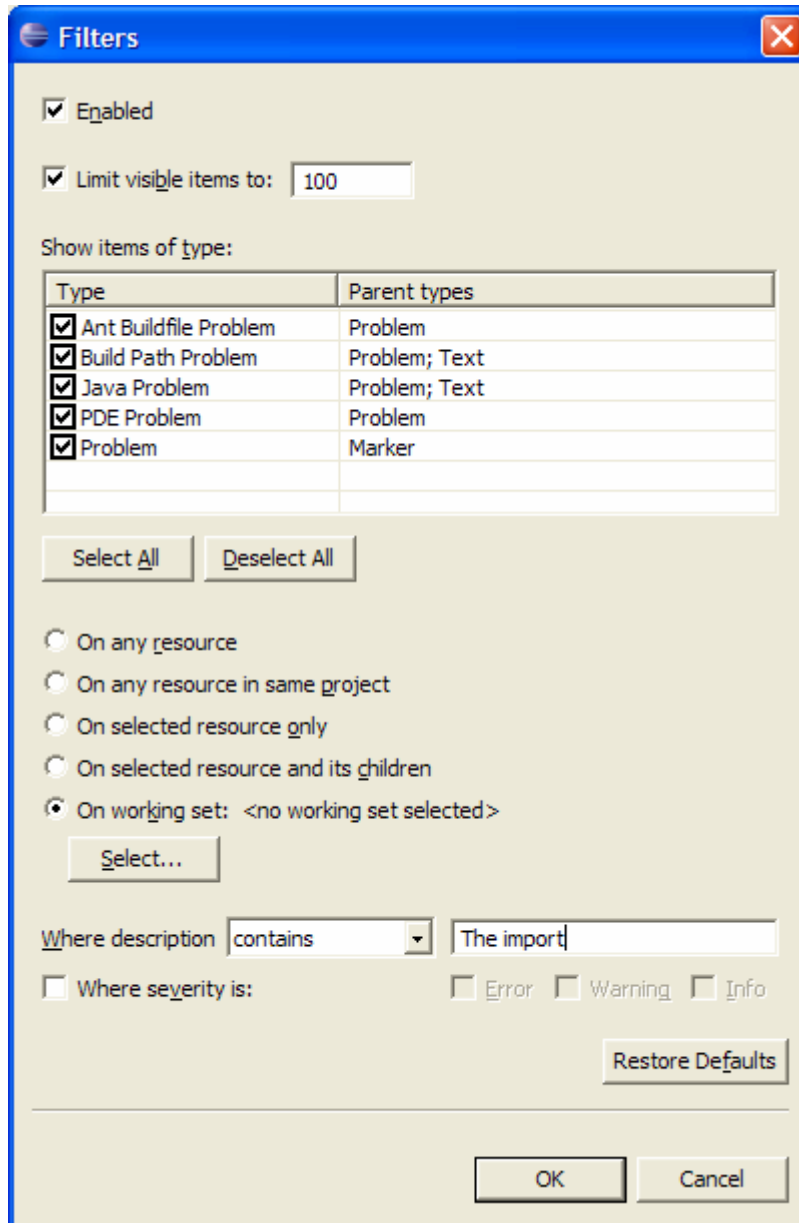 Filters
Enabled
Limit visible items to: 100
Show items of type:
Type Parent types
Ant Buildfile Problem Problem
Build Path Problem Problem; Text
Java Problem Problem; Text
PDE Problem Problem
Problem Marker
Select All Deselect All
On any resource
On any resource in same project
On selected resource only
On selected resource and its children
On working set: <no working set selected>
Select...
Where description contains The import
Where severity is: Error Warning Info
Restore Defaults
OK Cancel